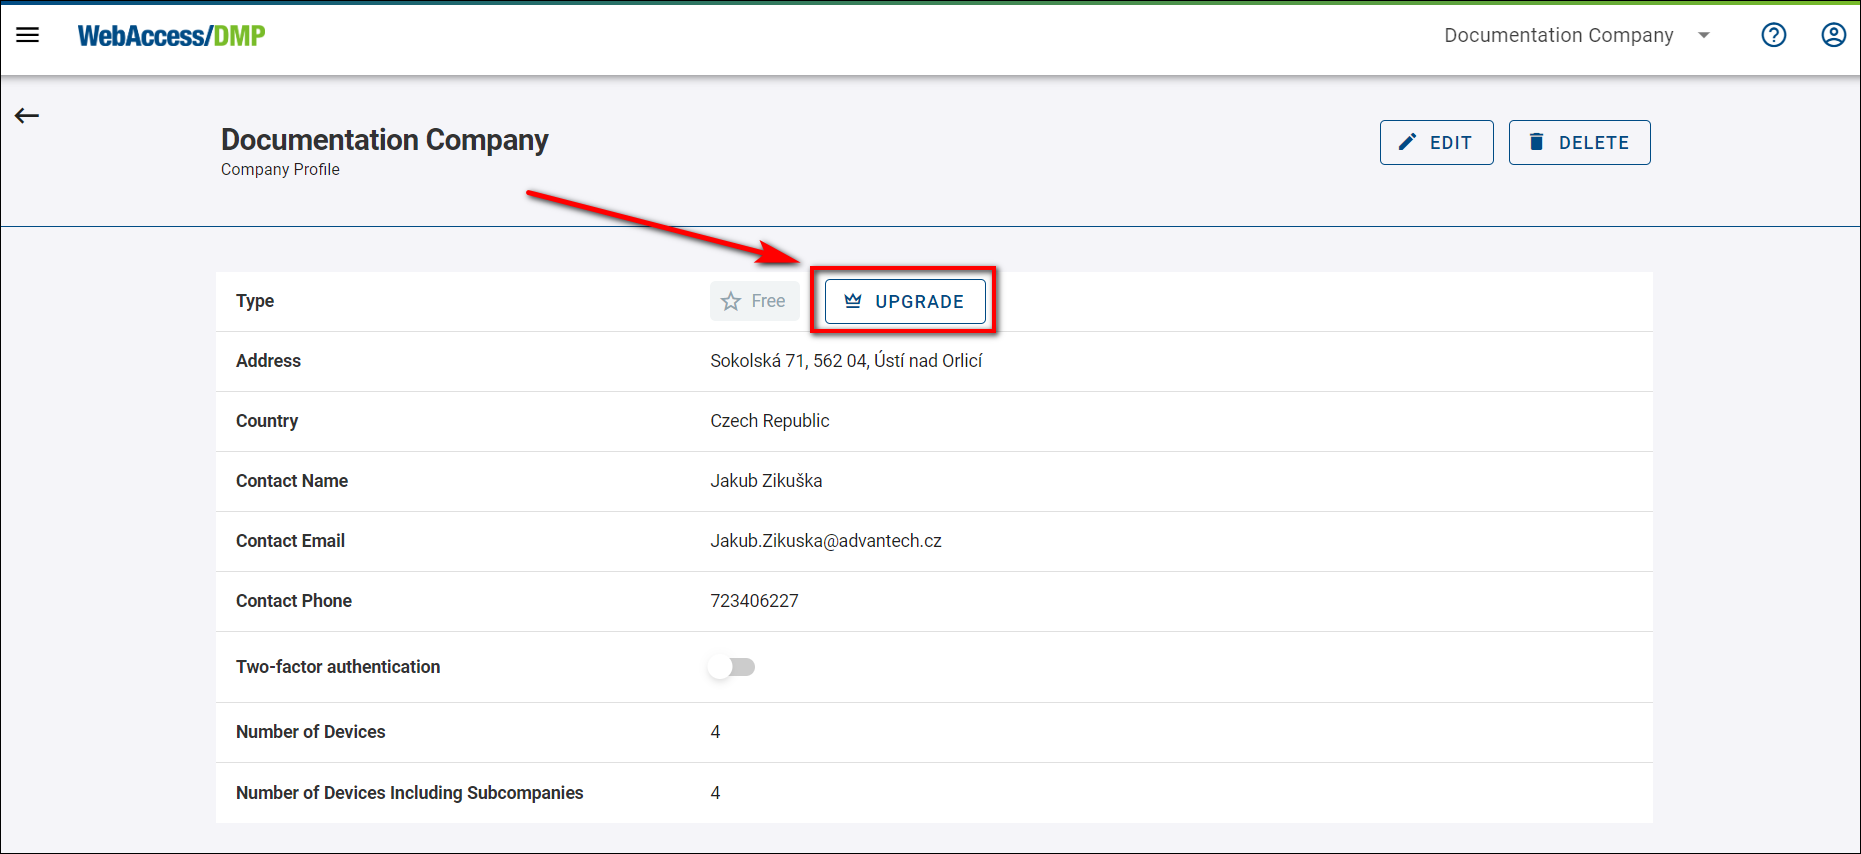 WebAccess/DMP
Documentation Company
Documentation Company
Company Profile
EDIT
DELETE
Type
Free
UPGRADE
Address
Sokolská 71, 562 04, Ústí nad Orlicí
Country
Czech Republic
Contact Name
Jakub Zikuška
Contact Email
Jakub.Zikuska@advantech.cz
Contact Phone
723406227
Two-factor authentication
Number of Devices
4
Number of Devices Including Subcompanies
4